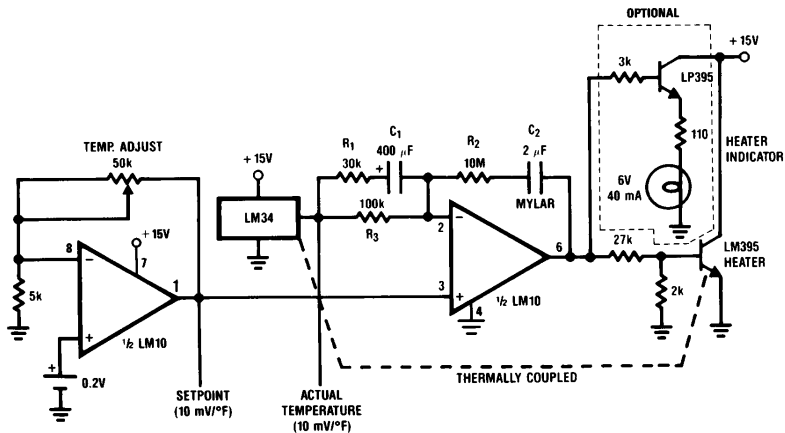 OPTIONAL
+ 15V
3k
LP395
110
HEATER
INDICATOR
6V
40 mA
TEMP. ADJUST
50k
+ 15V
LM34
R1
30k
C1
400 µF
+
R2
10M
C2
2 µF
MYLAR
100k
R3
+ 15V
8
−
7
1
+
½ LM10
5k
+
0.2V
2
−
6
3
+
4
½ LM10
27k
2k
LM395
HEATER
THERMALLY COUPLED
SETPOINT
(10 mV/°F)
ACTUAL
TEMPERATURE
(10 mV/°F)